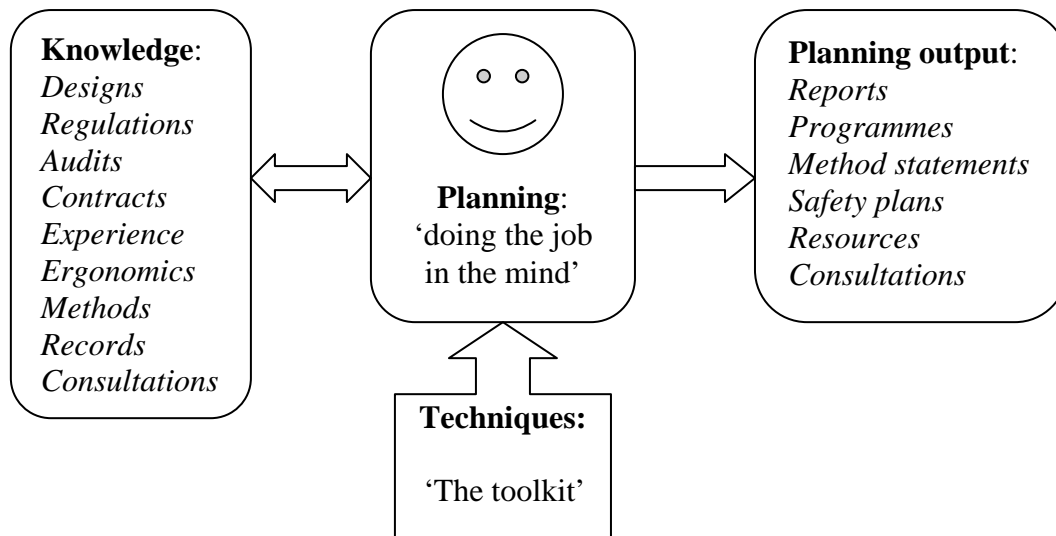 Knowledge:
Designs
Regulations
Audits
Contracts
Experience
Ergonomics
Methods
Records
Consultations
Planning:
‘doing the job
in the mind’
Techniques:
‘The toolkit’
Planning output:
Reports
Programmes
Method statements
Safety plans
Resources
Consultations